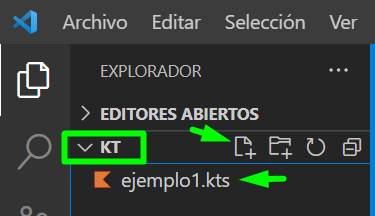 Archivo Editar Selección Ver
EXPLORADOR
EDITORES ABIERTOS
KT
ejemplo1.kts